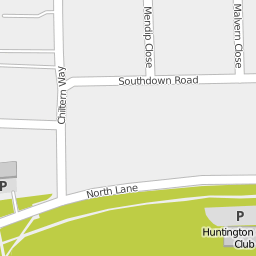 Mendip Close
Malvern Close
Chiltern Way
Southdown Road
P
North Lane
P
Huntington
Club